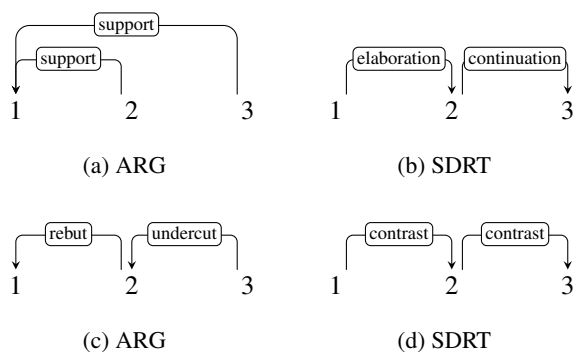 support
support
1 2 3
(a) ARG
elaboration continuation
1 2 3
(b) SDRT
rebut undercut
1 2 3
(c) ARG
contrast contrast
1 2 3
(d) SDRT